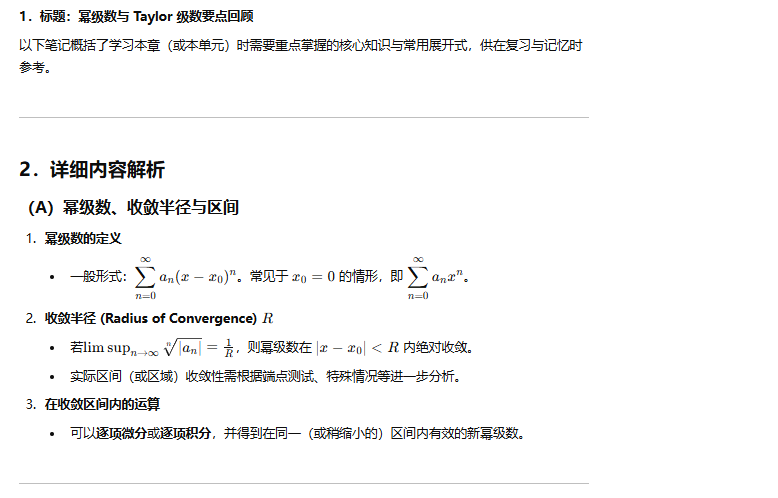 1．标题：幂级数与 Taylor 级数要点回顾
以下笔记概括了学习本章（或本单元）时需要重点掌握的核心知识与常用展开式，供在复习与记忆时
参考。
2．详细内容解析
（A）幂级数、收敛半径与区间
1. 幂级数的定义
• 一般形式：$\sum_{n=0}^{\infty} a_n(x-x_0)^n$。常见于 $x_0=0$ 的情形，即 $\sum_{n=0}^{\infty} a_n x^n$。
2. 收敛半径 (Radius of Convergence) $R$
• 若$\limsup_{n\to\infty} \sqrt[n]{|a_n|} = \frac{1}{R}$，则幂级数在 $|x-x_0|<R$ 内绝对收敛。
• 实际区间（或区域）收敛性需根据端点测试、特殊情况等进一步分析。
3. 在收敛区间内的运算
• 可以逐项微分或逐项积分，并得到在同一（或稍缩小的）区间内有效的新幂级数。